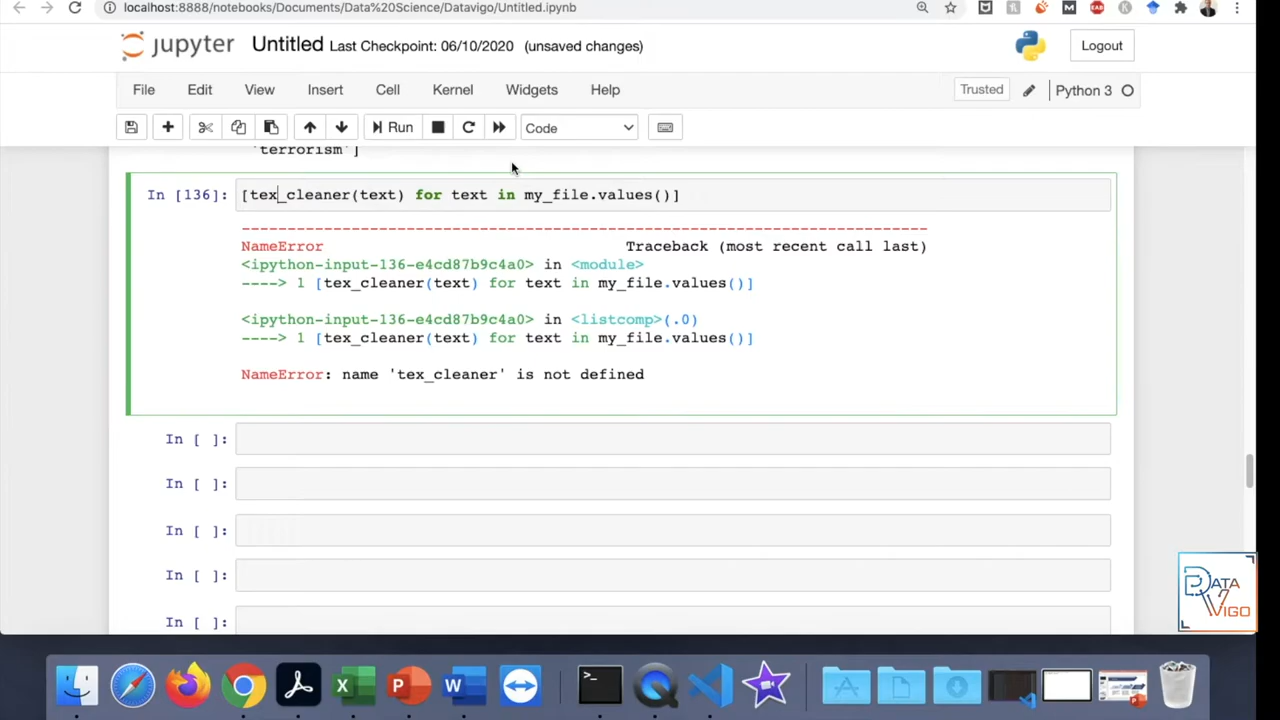 localhost:8888/notebooks/Documents/Data%20Science/Datavigo/Untitled.ipynb
jupyter Untitled Last Checkpoint: 06/10/2020 (unsaved changes)
Logout
File Edit View Insert Cell Kernel Widgets Help
Trusted Python 3
Run Code
'terrorism']
In [136]: [tex_cleaner(text) for text in my_file.values()]
---------------------------------------------------------------------------
NameError Traceback (most recent call last)
<ipython-input-136-e4cd87b9c4a0> in <module>
----> 1 [tex_cleaner(text) for text in my_file.values()]
<ipython-input-136-e4cd87b9c4a0> in <listcomp>(.0)
----> 1 [tex_cleaner(text) for text in my_file.values()]
NameError: name 'tex_cleaner' is not defined
In [ ]:
In [ ]:
In [ ]:
In [ ]:
In [ ]:
DATA
VIGO